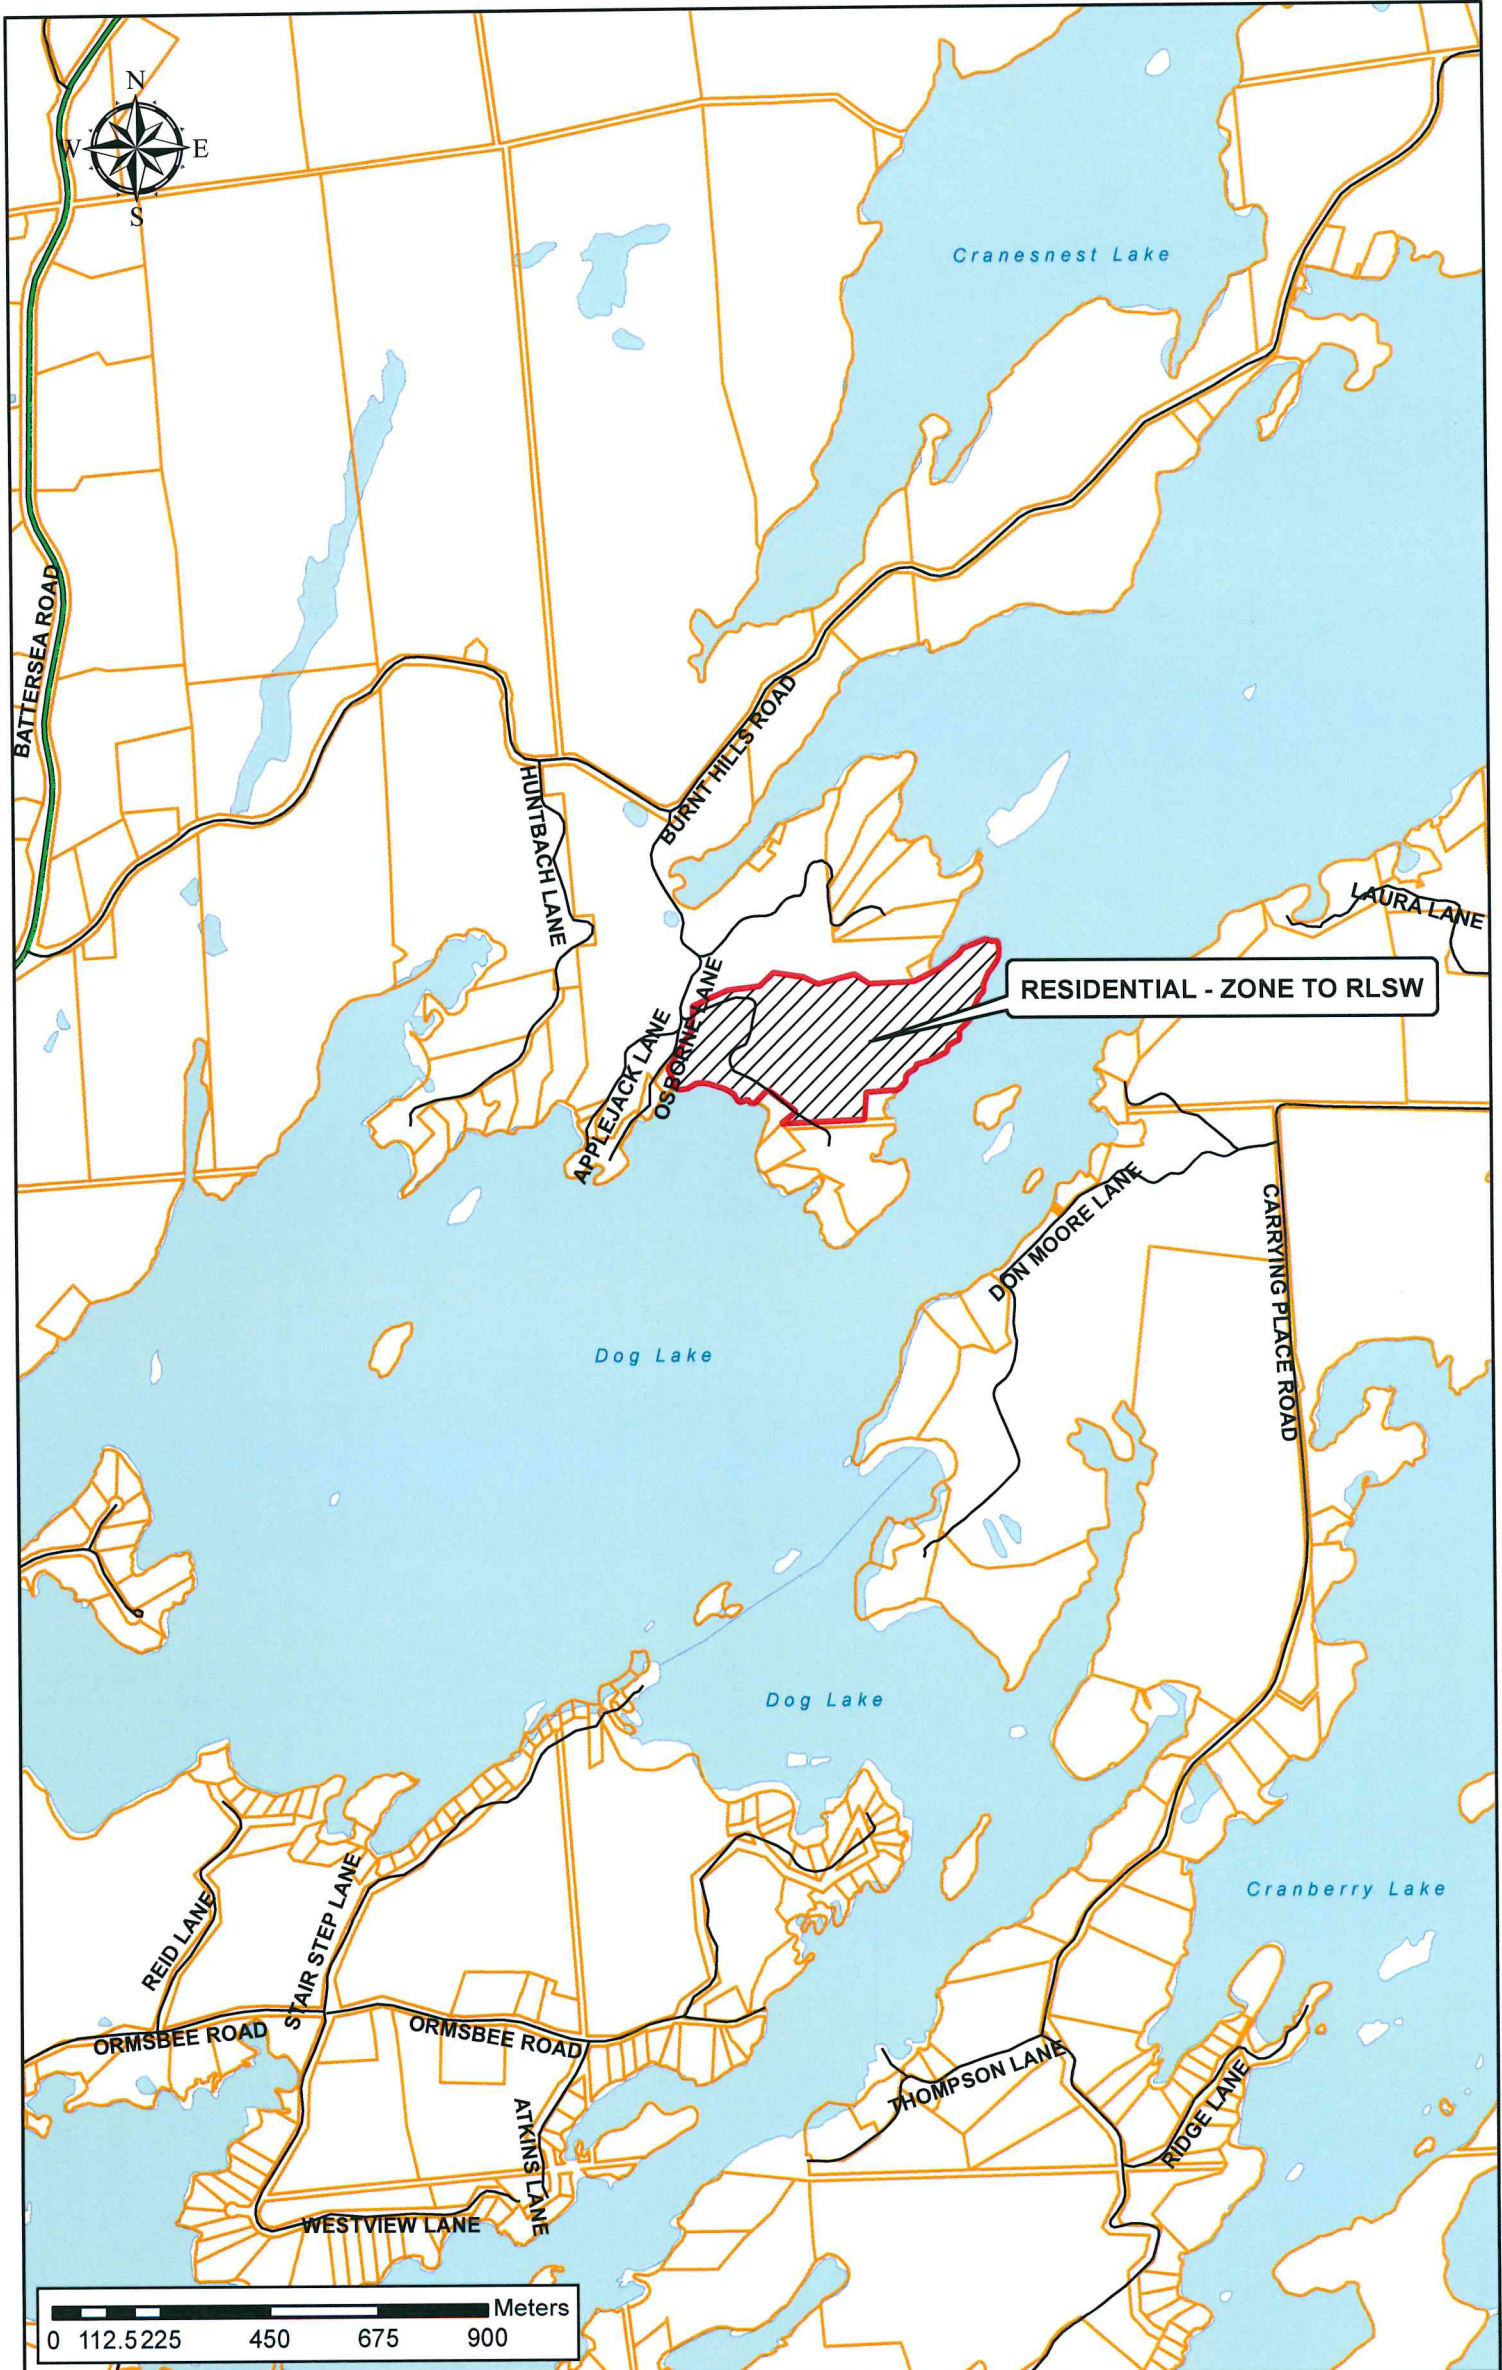 N
W E
S
Cranesnest Lake
BATTERSEA ROAD
BURNT HILLS ROAD
HUNTBACH LANE
LAURA LANE
RESIDENTIAL - ZONE TO RLSW
APPLEJACK LANE
OSBORNE LANE
DON MOORE LANE
CARRYING PLACE ROAD
Dog Lake
Dog Lake
Cranberry Lake
REID LANE
STAIR STEP LANE
ORMSBEE ROAD
ORMSBEE ROAD
THOMPSON LANE
RIDGE LANE
ATKINS LANE
WESTVIEW LANE
Meters
0 112.5 225 450 675 900